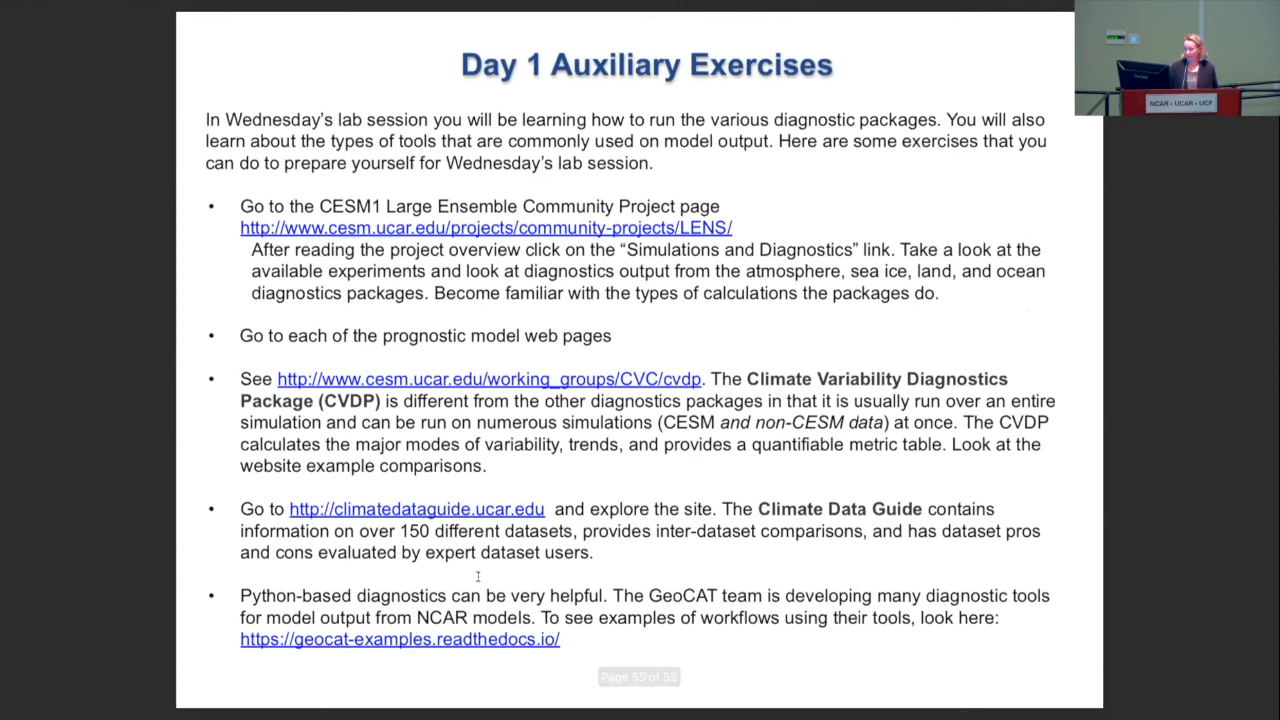 Day 1 Auxiliary Exercises
In Wednesday's lab session you will be learning how to run the various diagnostic packages. You will also
learn about the types of tools that are commonly used on model output. Here are some exercises that you
can do to prepare yourself for Wednesday's lab session.
• Go to the CESM1 Large Ensemble Community Project page
http://www.cesm.ucar.edu/projects/community-projects/LENS/
After reading the project overview click on the “Simulations and Diagnostics” link. Take a look at the
available experiments and look at diagnostics output from the atmosphere, sea ice, land, and ocean
diagnostics packages. Become familiar with the types of calculations the packages do.
• Go to each of the prognostic model web pages
• See http://www.cesm.ucar.edu/working_groups/CVC/cvdp. The Climate Variability Diagnostics
Package (CVDP) is different from the other diagnostics packages in that it is usually run over an entire
simulation and can be run on numerous simulations (CESM and non-CESM data) at once. The CVDP
calculates the major modes of variability, trends, and provides a quantifiable metric table. Look at the
website example comparisons.
• Go to http://climatedataguide.ucar.edu and explore the site. The Climate Data Guide contains
information on over 150 different datasets, provides inter-dataset comparisons, and has dataset pros
and cons evaluated by expert dataset users.
• Python-based diagnostics can be very helpful. The GeoCAT team is developing many diagnostic tools
for model output from NCAR models. To see examples of workflows using their tools, look here:
https://geocat-examples.readthedocs.io/
Page 55 of 58
NCAR • UCAR • UCP